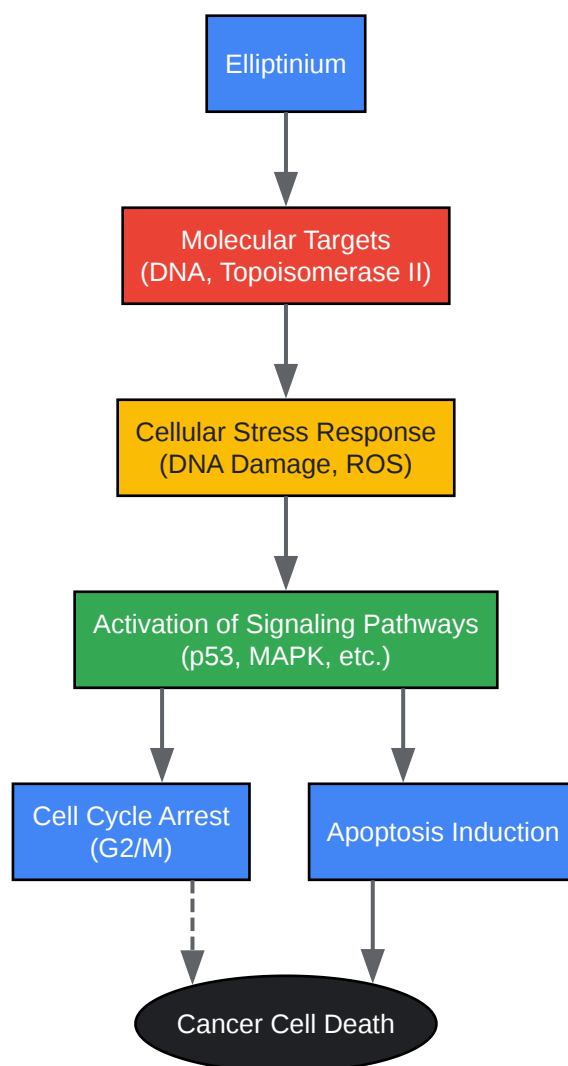 Elliptinium
Molecular Targets
(DNA, Topoisomerase II)
Cellular Stress Response
(DNA Damage, ROS)
Activation of Signaling Pathways
(p53, MAPK, etc.)
Cell Cycle Arrest
(G2/M)
Apoptosis Induction
Cancer Cell Death